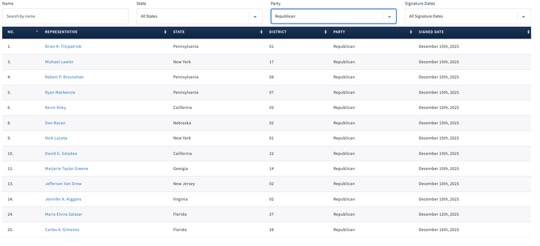 Name State Party Signature Dates
Search by name All States Republican All Signature Dates
NO. REPRESENTATIVE STATE DISTRICT PARTY SIGNED DATE
1. Brian K. Fitzpatrick Pennsylvania 01 Republican December 10th, 2025
3. Michael Lawler New York 17 Republican December 10th, 2025
4. Robert P. Bresnahan Pennsylvania 08 Republican December 10th, 2025
5. Ryan Mackenzie Pennsylvania 07 Republican December 10th, 2025
6. Kevin Kiley California 03 Republican December 10th, 2025
8. Don Bacon Nebraska 02 Republican December 10th, 2025
9. Nick LaLota New York 01 Republican December 10th, 2025
10. David G. Valadao California 22 Republican December 10th, 2025
Marjorie Taylor Greene Georgia 14 Republican December 10th, 2025
13. Jefferson Van Drew New Jersey 02 Republican December 10th, 2025
14. Jennifer A. Kiggans Virginia 02 Republican December 10th, 2025
24. Maria Elvira Salazar Florida 27 Republican December 10th, 2025
25. Carlos A. Gimenez Florida 28 Republican December 10th, 2025